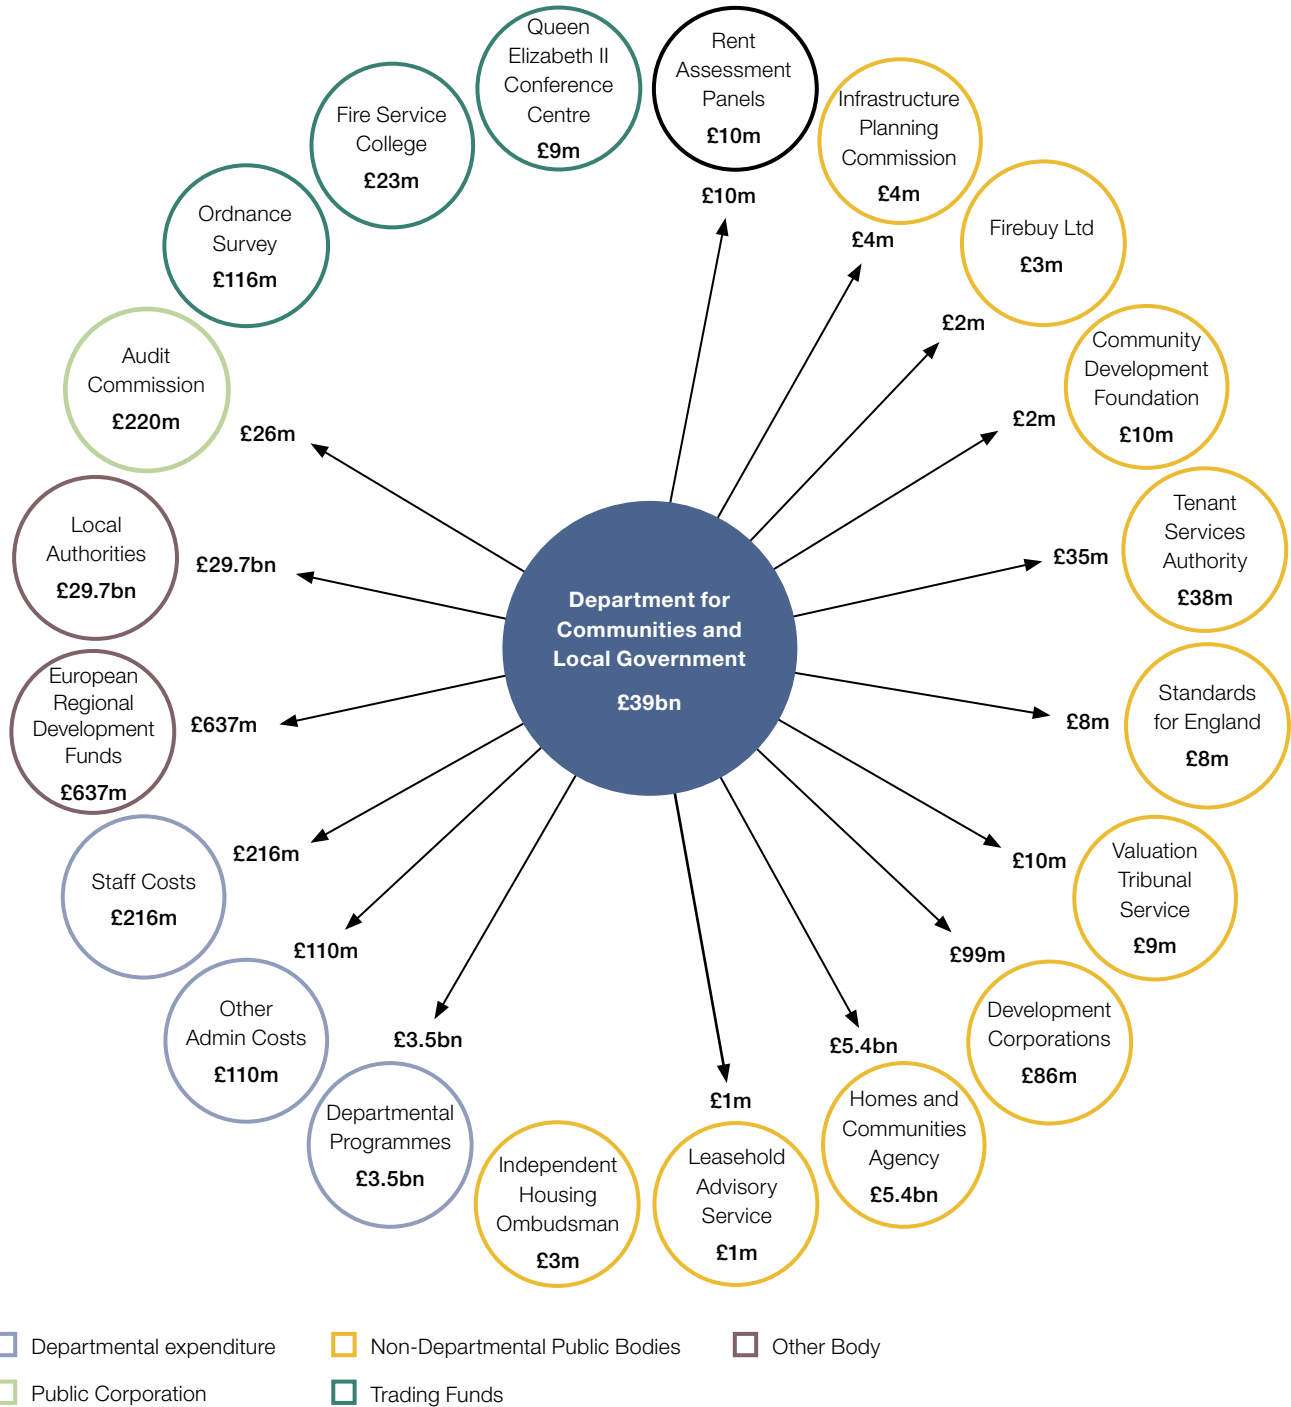 Queen
Elizabeth II
Conference
Centre
£9m
Rent
Assessment
Panels
£10m
£10m
Infrastructure
Planning
Commission
£4m
£4m
Firebuy Ltd
£3m
£2m
Community
Development
Foundation
£10m
£2m
Tenant
Services
Authority
£38m
£35m
Standards
for England
£8m
£8m
Valuation
Tribunal
Service
£9m
£10m
Development
Corporations
£86m
£99m
Homes and
Communities
Agency
£5.4bn
£5.4bn
Leasehold
Advisory
Service
£1m
£1m
Independent
Housing
Ombudsman
£3m
Departmental
Programmes
£3.5bn
£3.5bn
Other
Admin Costs
£110m
£110m
Staff Costs
£216m
£216m
European
Regional
Development
Funds
£637m
£637m
Local
Authorities
£29.7bn
£29.7bn
Audit
Commission
£220m
£26m
Ordnance
Survey
£116m
Fire Service
College
£23m
Department for
Communities and
Local Government
£39bn
Departmental expenditure
Non-Departmental Public Bodies
Other Body
Public Corporation
Trading Funds